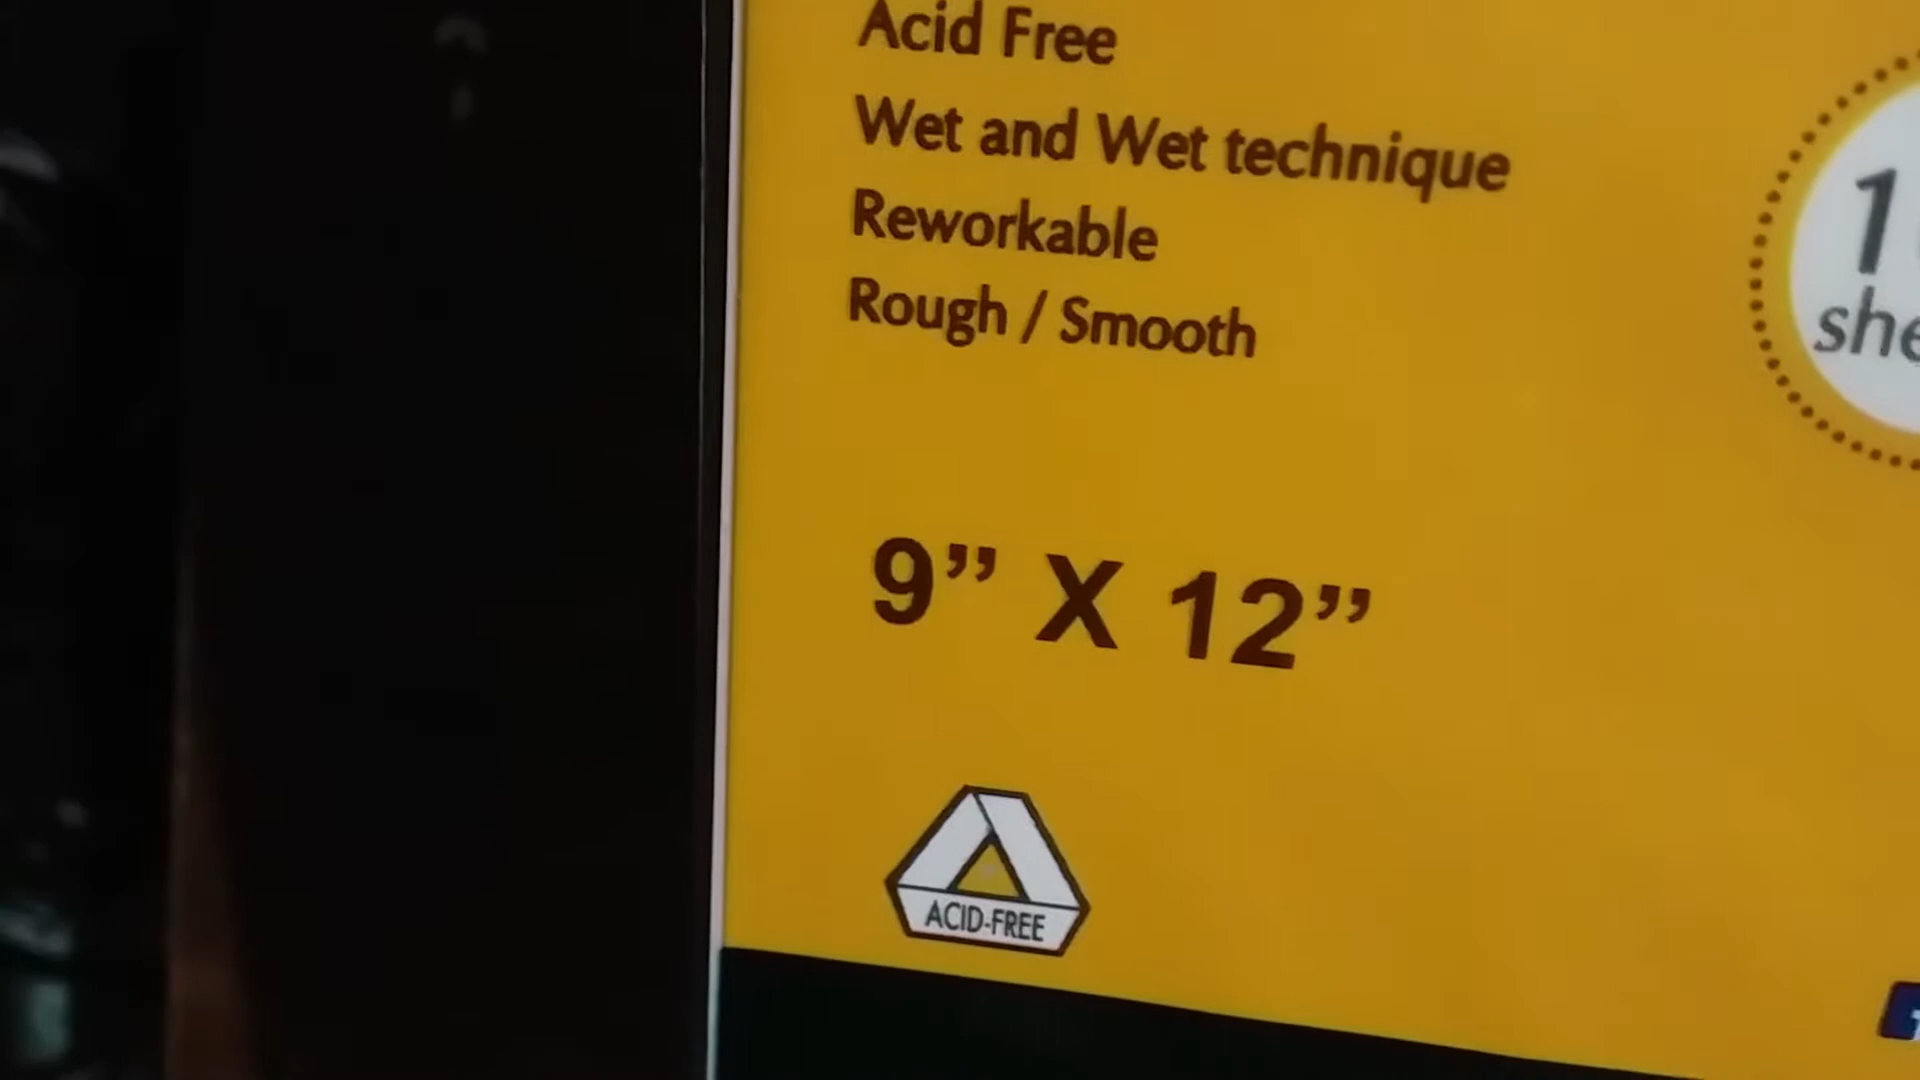 Acid Free
Wet and Wet technique
Reworkable
Rough / Smooth
9” X 12”
ACID-FREE